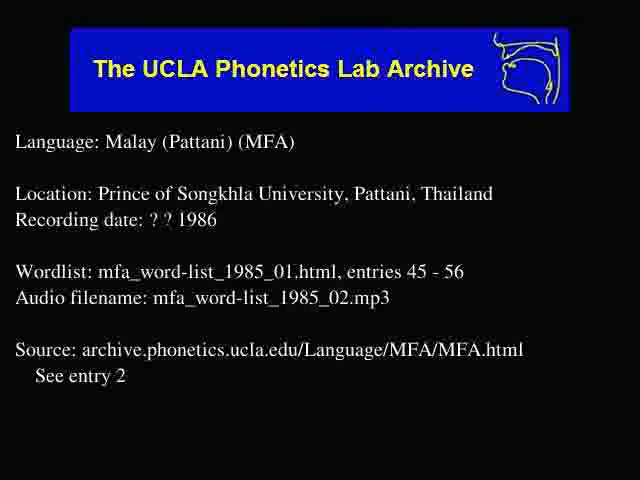 The UCLA Phonetics Lab Archive
Language: Malay (Pattani) (MFA)
Location: Prince of Songkhla University, Pattani, Thailand
Recording date: ? ? 1986
Wordlist: mfa_word-list_1985_01.html, entries 45 - 56
Audio filename: mfa_word-list_1985_02.mp3
Source: archive.phonetics.ucla.edu/Language/MFA/MFA.html
See entry 2